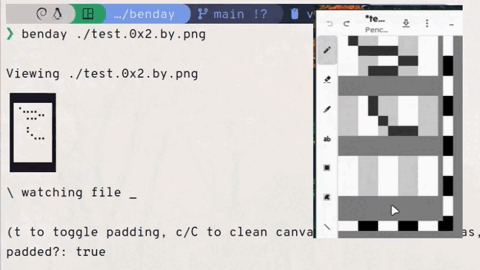 …/benday main !? v
❯ benday ./test.0x2.by.png
Viewing ./test.0x2.by.png
\ watching file _
(t to toggle padding, c/C to clean canva as,
padded?: true
*te...
Penc...
ab